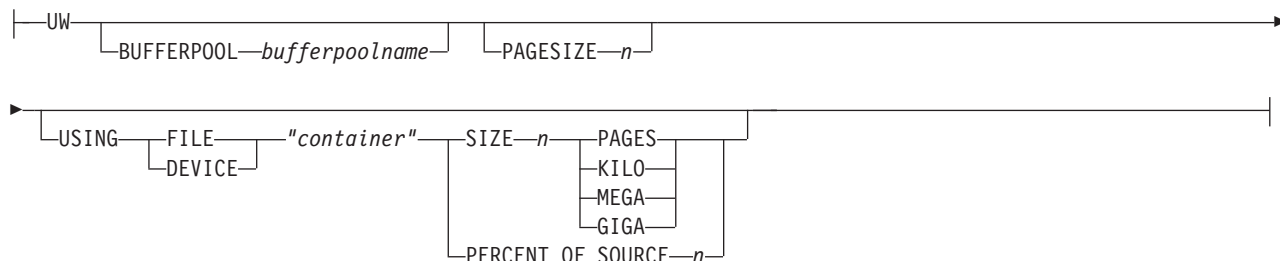 UW
BUFFERPOOL bufferpoolname PAGESIZE n
USING FILE "container" SIZE n PAGES
DEVICE KILO
MEGA
GIGA
PERCENT OF SOURCE n